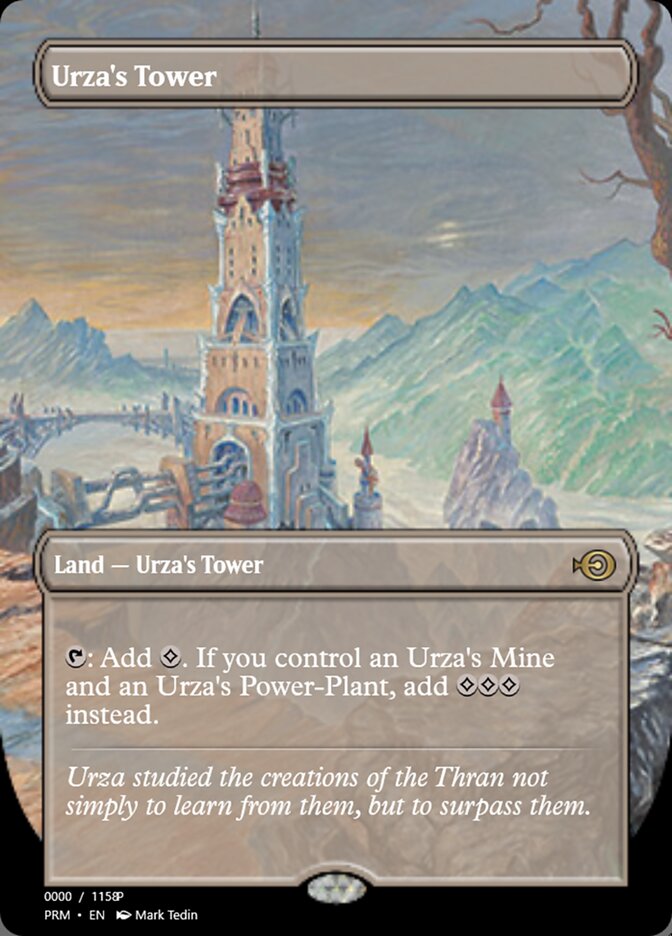 Urza's Tower
Land — Urza's Tower
: Add . If you control an Urza's Mine
and an Urza's Power-Plant, add
instead.
Urza studied the creations of the Thran not
simply to learn from them, but to surpass them.
0000 / 1158P
PRM • EN Mark Tedin